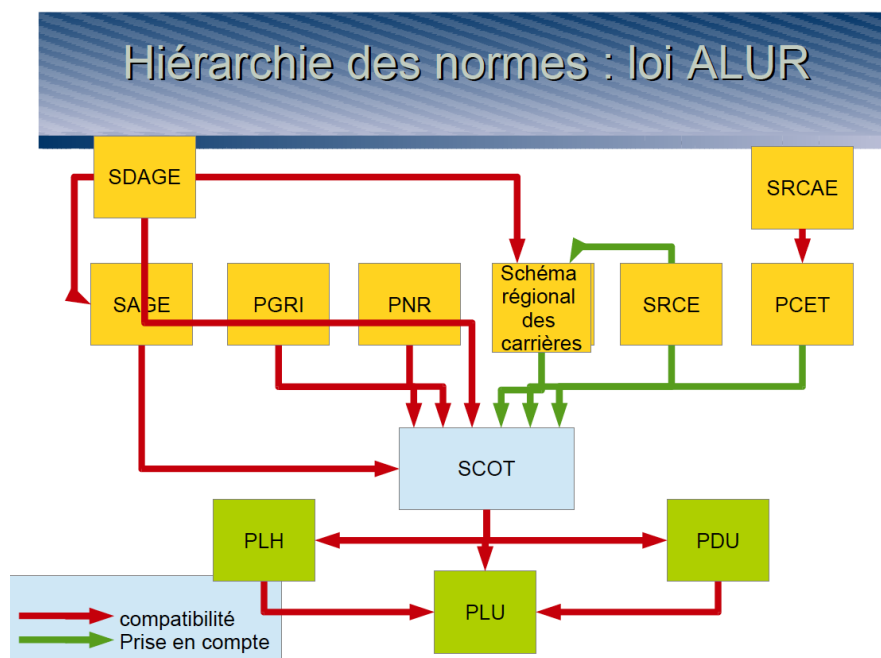 Hiérarchie des normes : loi ALUR
SDAGE
SRCAE
SAGE
PGRI
PNR
Schéma
régional
des
carrières
SRCE
PCET
SCOT
PLH
PDU
PLU
compatibilité
Prise en compte